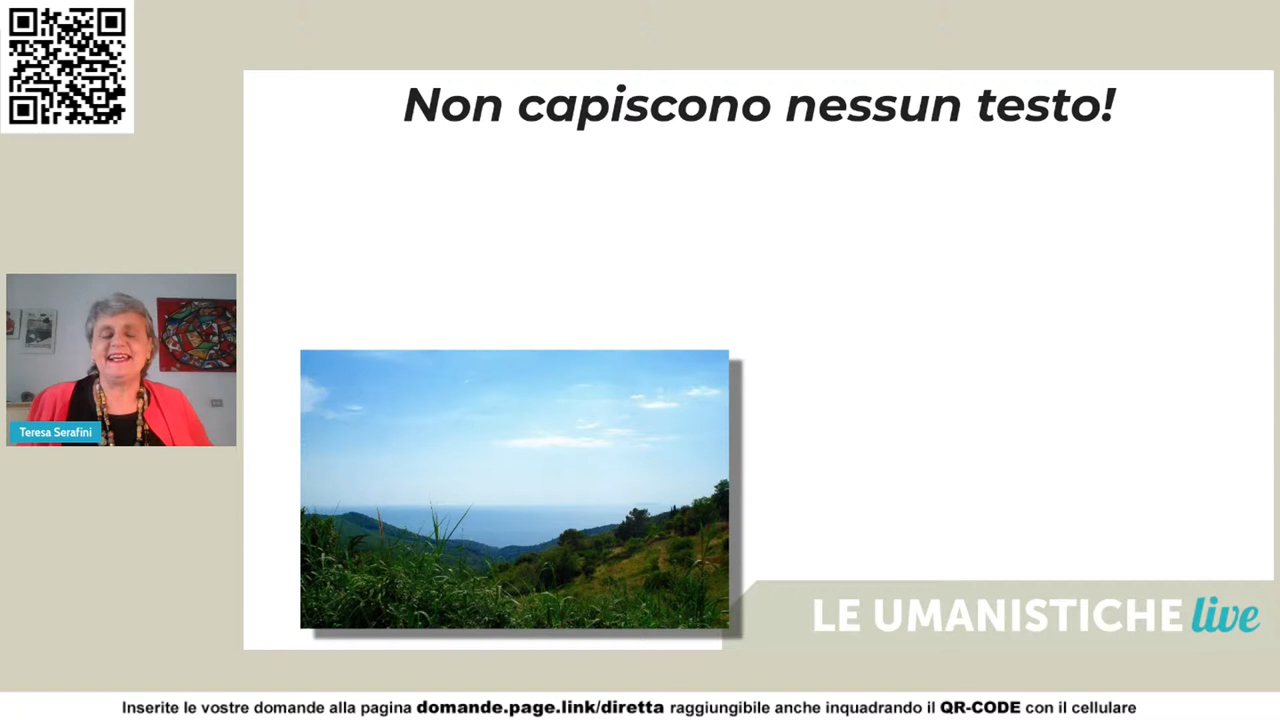 Non capiscono nessun testo!
Teresa Serafini
LE UMANISTICHE live
Inserite le vostre domande alla pagina domande.page.link/diretta raggiungibile anche inquadrando il QR-CODE con il cellulare